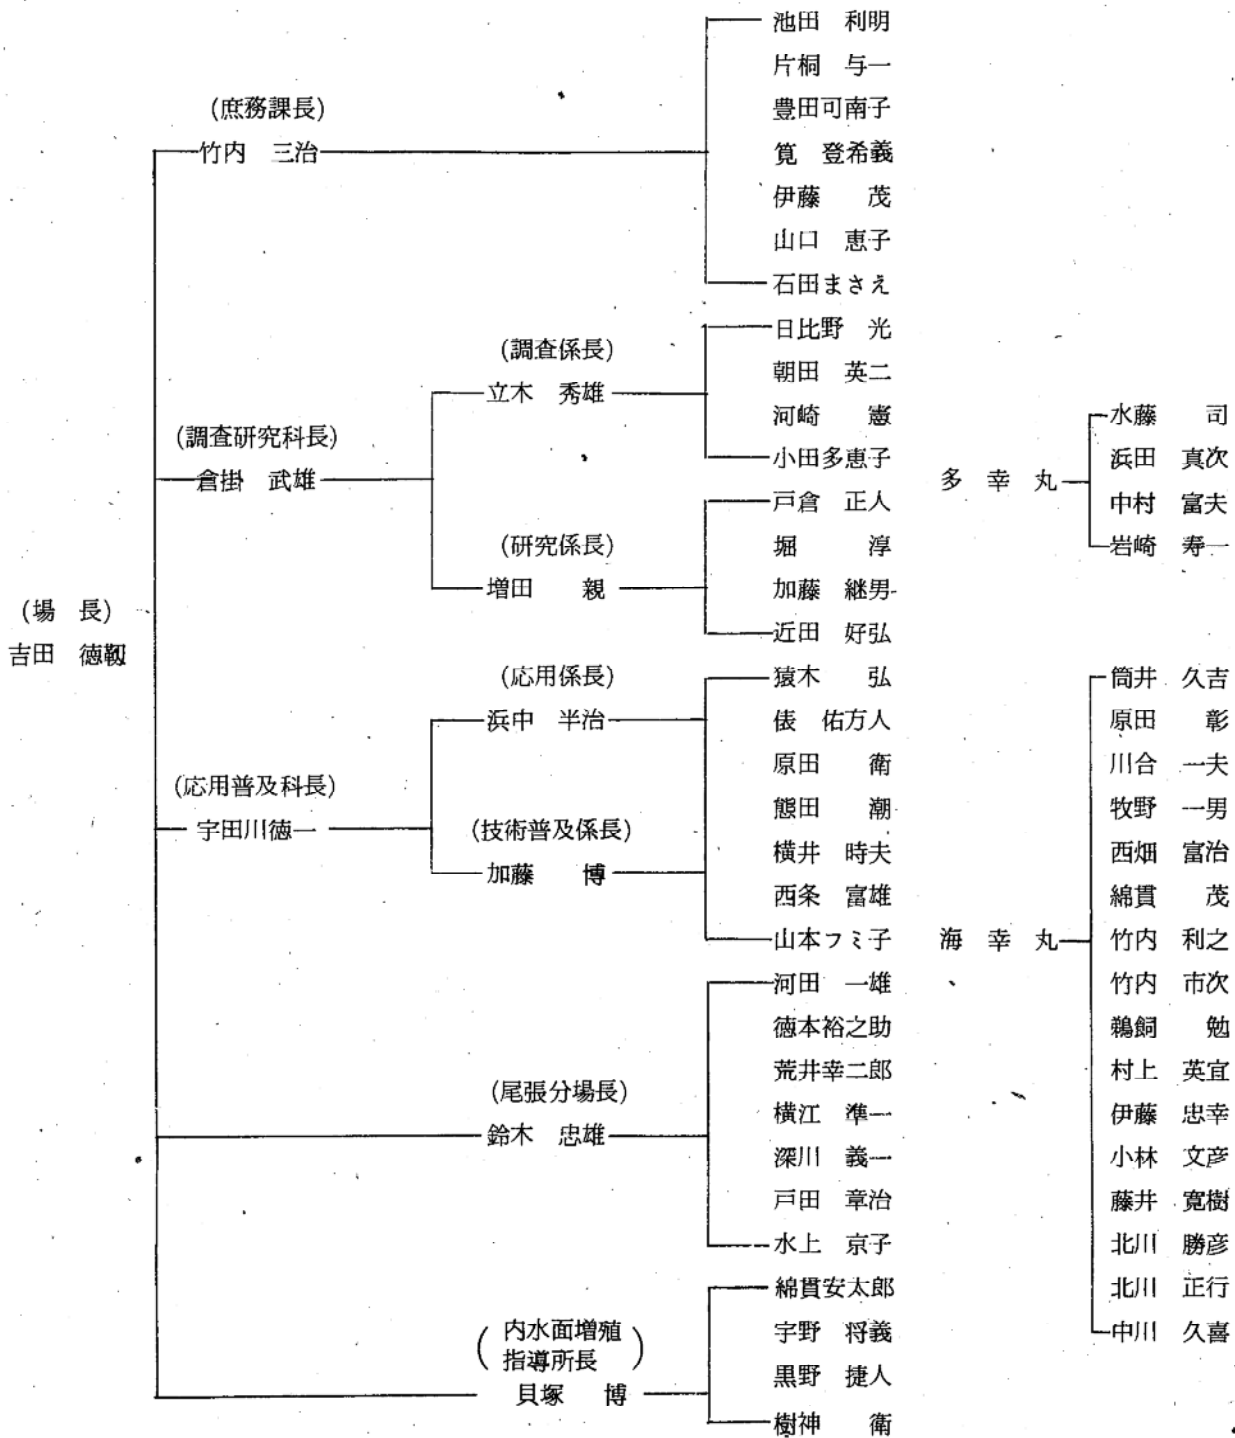 (場　長)
吉田　徳靱
(庶務課長)
竹内　三治
池田　利明
片桐　与一
豊田可南子
筧　登希義
伊藤　茂
山口　恵子
石田まさえ
(調査研究科長)
倉掛　武雄
(調査係長)
立木　秀雄
日比野　光
朝田　英二
河崎　憲
小田多恵子
(研究係長)
増田　親
戸倉　正人
堀　淳
加藤　継男
近田　好弘
(応用普及科長)
宇田川徳一
(応用係長)
浜中　半治
(技術普及係長)
加藤　博
猿木　弘
俵　佑方人
原田　衛
態田　潮
横井　時夫
西条　富雄
山本フミ子
(尾張分場長)
鈴木　忠雄
河田　一雄
徳本裕之助
荒井幸二郎
横江　準一
深川　義一
戸田　章治
水上　京子
(内水面増殖
指導所長)
貝塚　博
綿貫安太郎
宇野　将義
黒野　捷人
樹神　衛
多　幸　丸
水藤　司
浜田　真次
中村　富夫
岩崎　寿一
海　幸　丸
筒井　久吉
原田　彰
川合　一夫
牧野　一男
西畑　富治
綿貫　茂
竹内　利之
竹内　市次
鵜飼　勉
村上　英宜
伊藤　忠幸
小林　文彦
藤井　寛樹
北川　勝彦
北川　正行
中川　久喜